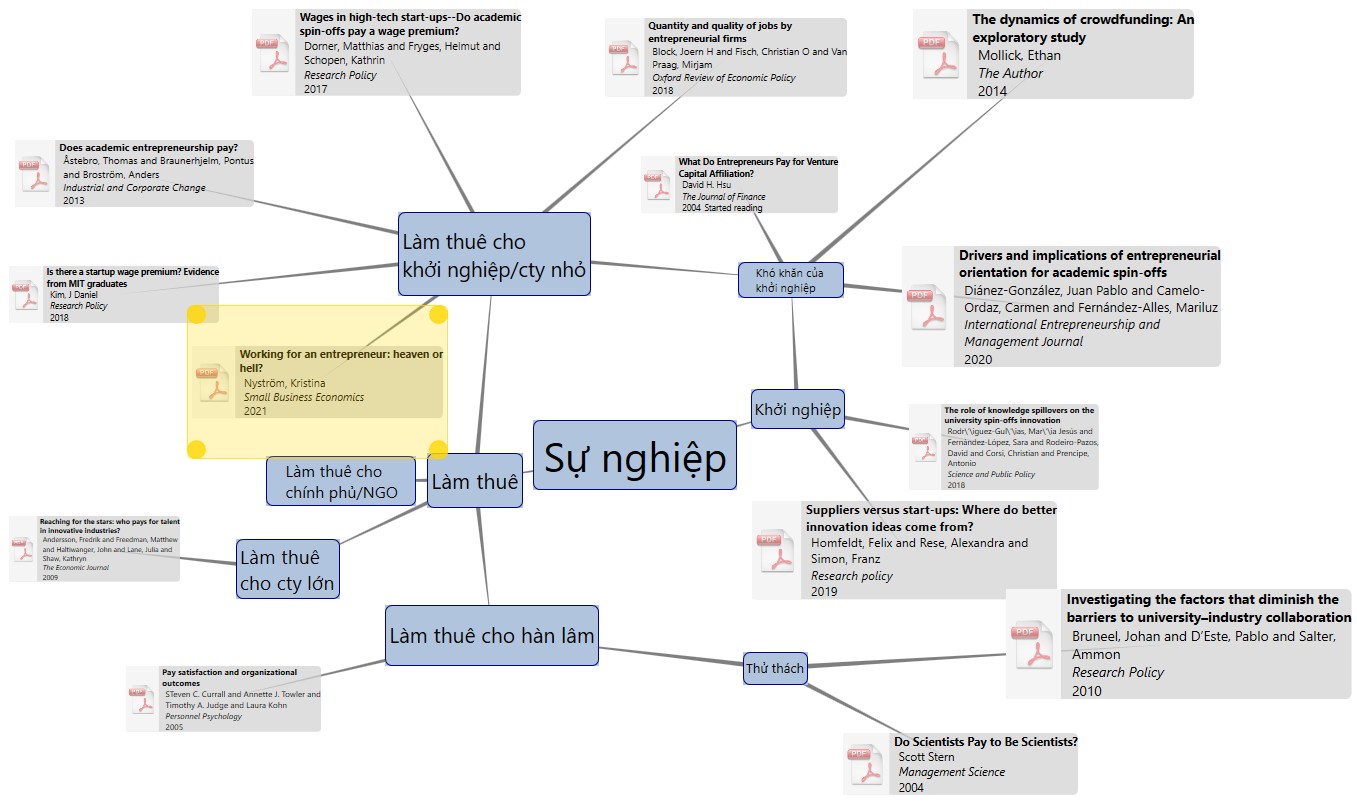 Wages in high-tech start-ups--Do academic
spin-offs pay a wage premium?
Dorner, Matthias and Fryges, Helmut and
Schopen, Kathrin
Research Policy
2017
Quantity and quality of jobs by
entrepreneurial firms
Block, Joern H and Fisch, Christian O and Van
Praag, Mirjam
Oxford Review of Economic Policy
2018
The dynamics of crowdfunding: An
exploratory study
Mollick, Ethan
The Author
2014
Does academic entrepreneurship pay?
Åstebro, Thomas and Braunerhjelm, Pontus
and Broström, Anders
Industrial and Corporate Change
2013
What Do Entrepreneurs Pay for Venture
Capital Affiliation?
David H. Hsu
The Journal of Finance
2004 Started reading
Làm thuê cho
khởi nghiệp/cty nhỏ
Khó khăn của
khởi nghiệp
Drivers and implications of entrepreneurial
orientation for academic spin-offs
Diánez-González, Juan Pablo and Camelo-
Ordaz, Carmen and Fernández-Alles, Mariluz
International Entrepreneurship and
Management Journal
2020
Is there a startup wage premium? Evidence
from MIT graduates
Kim, J Daniel
Research Policy
2018
Working for an entrepreneur: heaven or
hell?
Nyström, Kristina
Small Business Economics
2021
Khởi nghiệp
The role of knowledge spillovers on the
university spin-offs innovation
Rodr\'\iguez-Gul\'\ias, Mar\'\ia Jesús and
Fernández-López, Sara and Rodeiro-Pazos,
David and Corsi, Christian and Prencipe,
Antonio
Science and Public Policy
2018
Sự nghiệp
Làm thuê cho
chính phủ/NGO
Làm thuê
Suppliers versus start-ups: Where do better
innovation ideas come from?
Homfeldt, Felix and Rese, Alexandra and
Simon, Franz
Research policy
2019
Reaching for the stars: who pays for talent
in innovative industries?
Andersson, Fredrik and Freedman, Matthew
and Haltiwanger, John and Lane, Julia and
Shaw, Kathryn
The Economic Journal
2009
Làm thuê
cho cty lớn
Làm thuê cho hàn lâm
Investigating the factors that diminish the
barriers to university–industry collaboration
Bruneel, Johan and D'Este, Pablo and Salter,
Ammon
Research Policy
2010
Thử thách
Pay satisfaction and organizational
outcomes
STeven C. Currall and Annette J. Towler and
Timothy A. Judge and Laura Kohn
Personnel Psychology
2005
Do Scientists Pay to Be Scientists?
Scott Stern
Management Science
2004
PDF
PDF
PDF
PDF
PDF
PDF
PDF
PDF
PDF
PDF
PDF
PDF
PDF
PDF